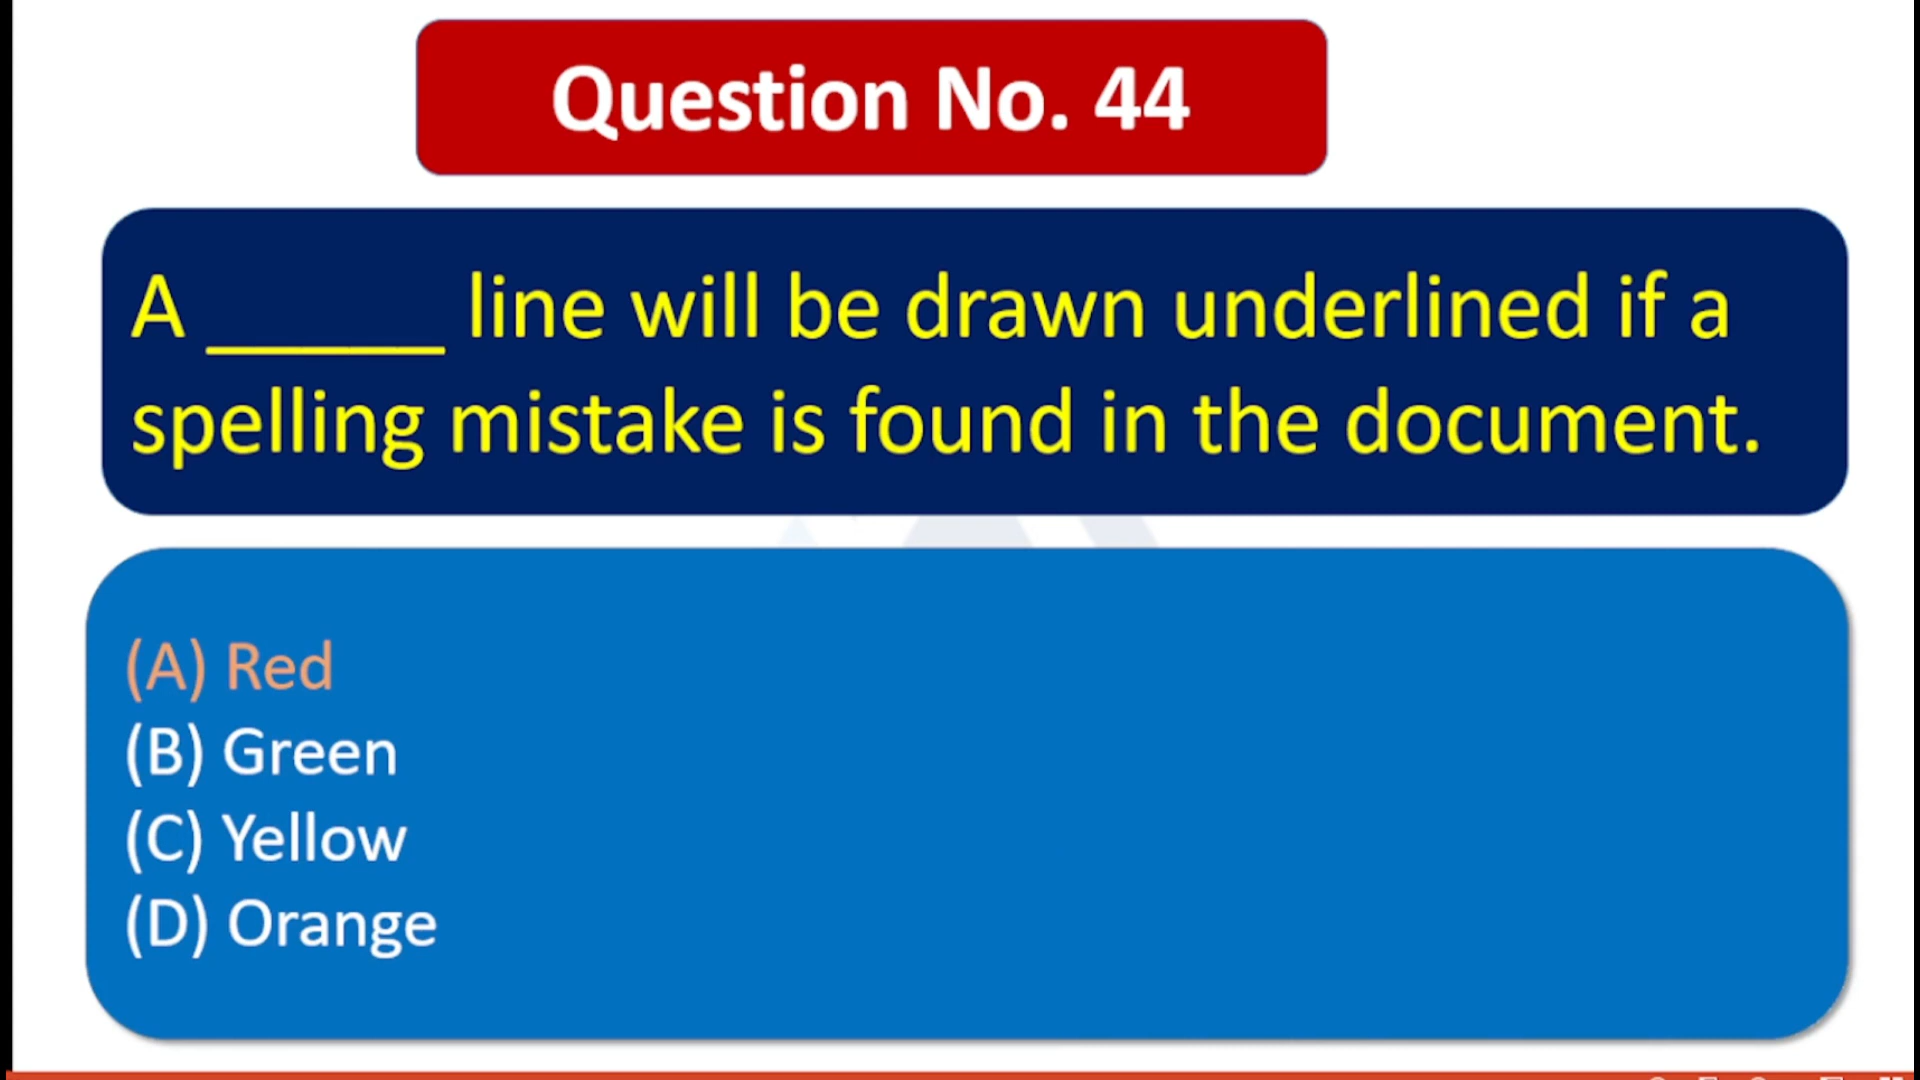 Question No. 44
A _____ line will be drawn underlined if a
spelling mistake is found in the document.
(A) Red
(B) Green
(C) Yellow
(D) Orange